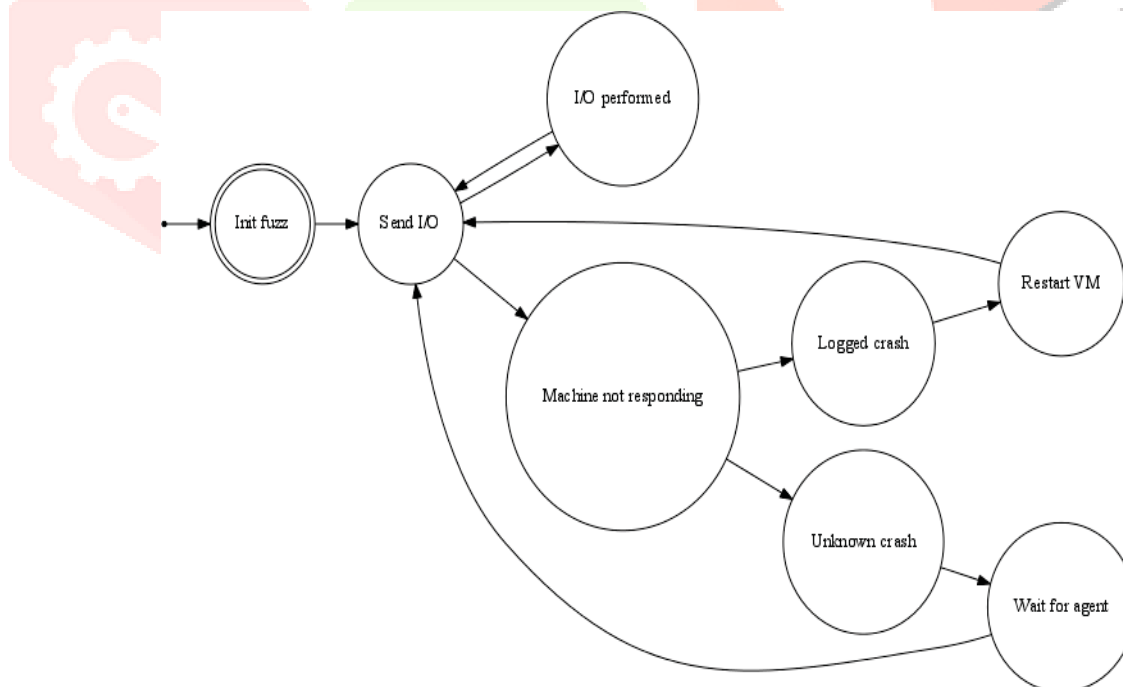 I/O performed
Init fuzz
Send I/O
Restart VM
Logged crash
Machine not responding
Unknown crash
Wait for agent